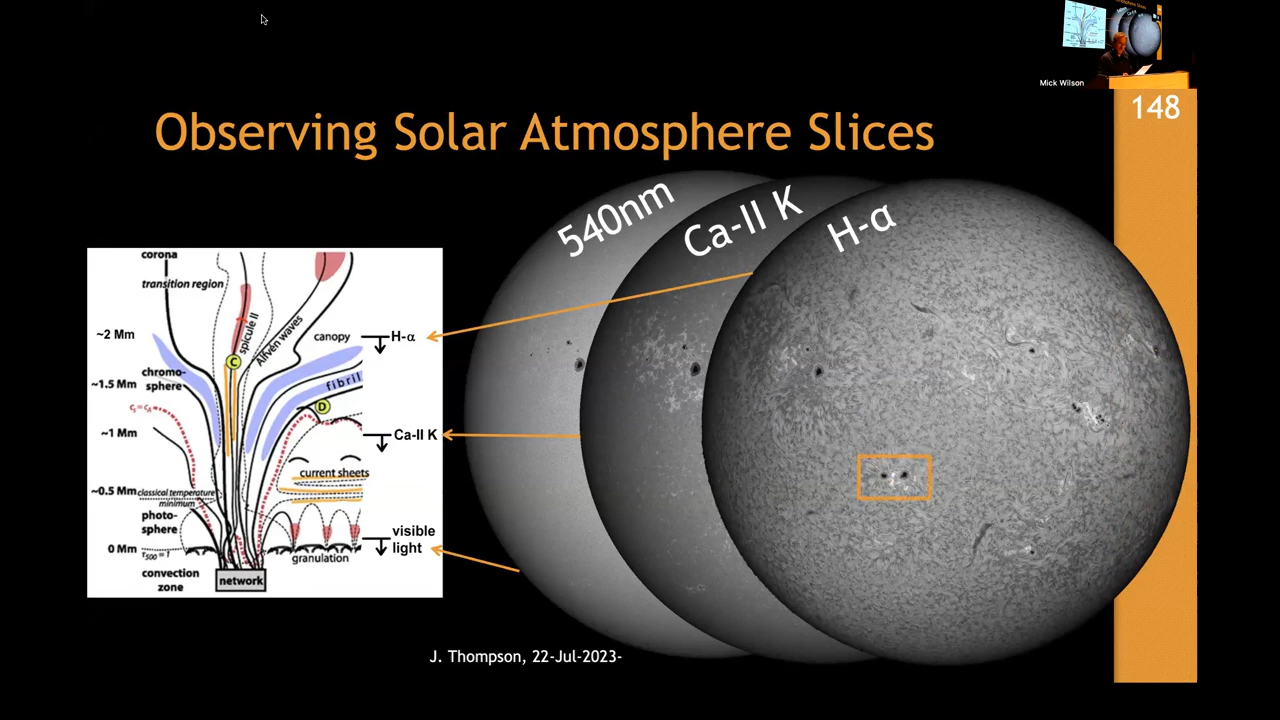 Mick Wilson
148
Observing Solar Atmosphere Slices
540nm
Ca-II K
H-α
corona
transition region
spicule II
Alfvén waves
canopy
H-α
~2 Mm
C
chromo-
sphere
fibril
~1.5 Mm
D
~1 Mm
Ca-II K
current sheets
~0.5 Mm
classical temperature
minimum
photo-
sphere
visible
light
0 Mm
τ500 = 1
granulation
convection
zone
network
J. Thompson, 22-Jul-2023-